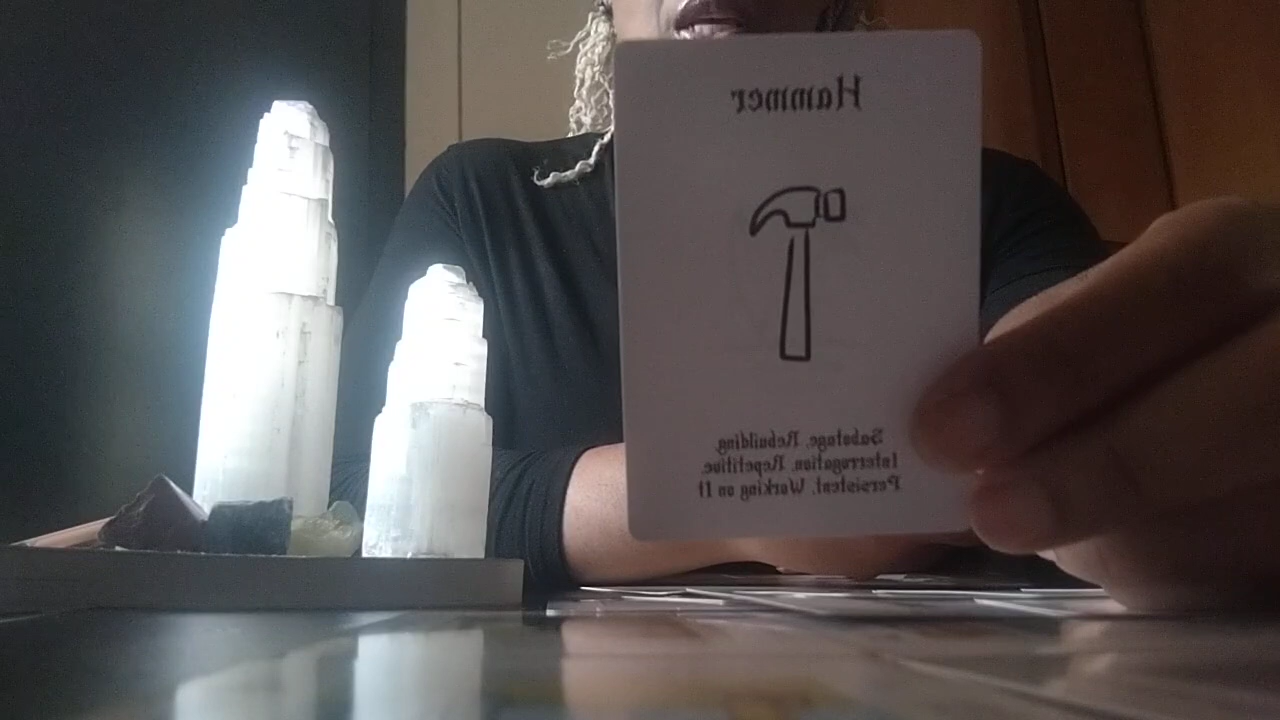 Hammer
Sabotage, Rebuilding,
Interrogation, Repetitive,
Persistent, Working on It